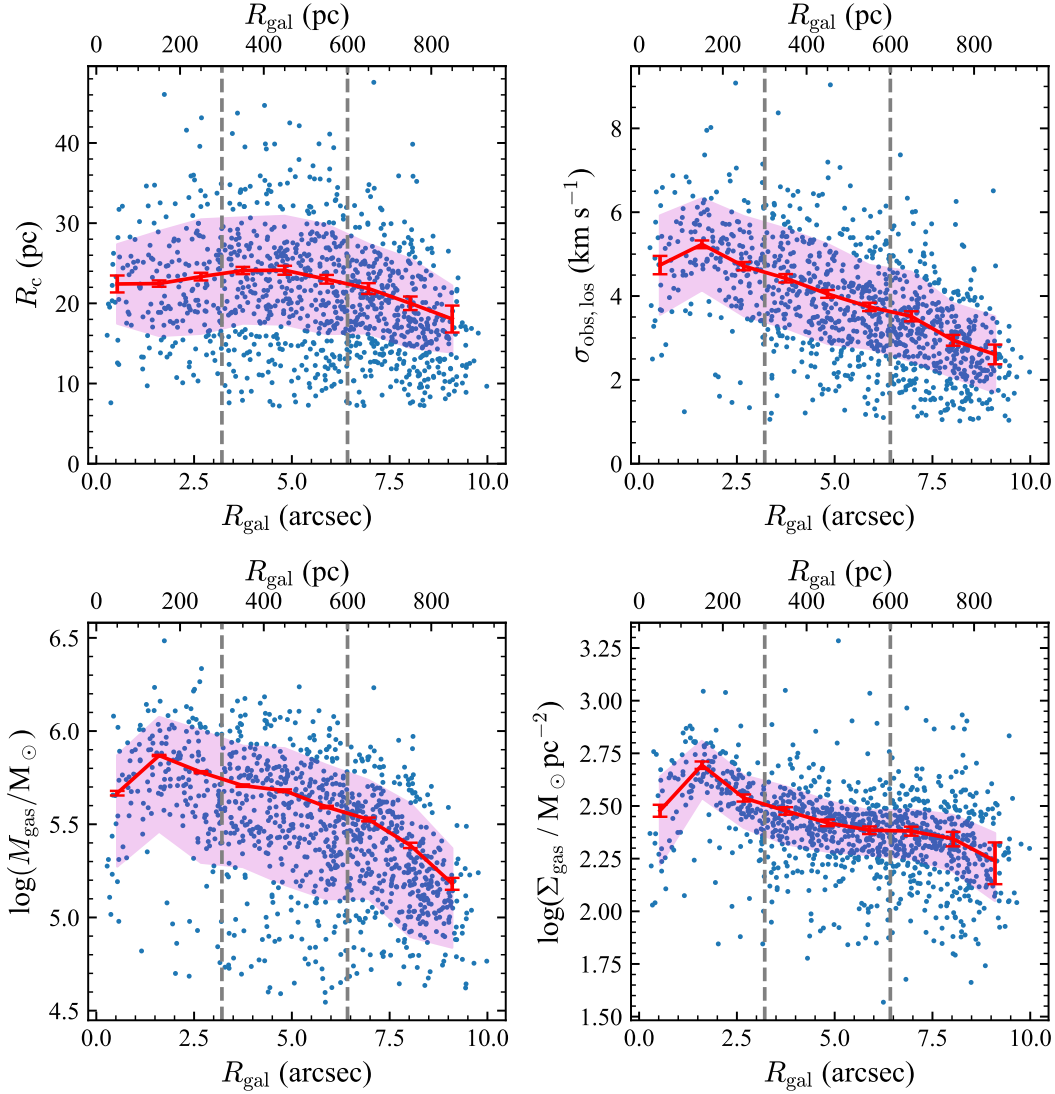 R_gal (pc) R_gal (pc)
0 200 400 600 800 0 200 400 600 800
R_c (pc)
40
30
20
10
0
σ_obs,los (km s⁻¹)
8
6
4
2
0
0.0 2.5 5.0 7.5 10.0 0.0 2.5 5.0 7.5 10.0
R_gal (arcsec) R_gal (arcsec)
R_gal (pc) R_gal (pc)
0 200 400 600 800 0 200 400 600 800
log(M_gas/M_⊙)
6.5
6.0
5.5
5.0
4.5
log(Σ_gas / M_⊙ pc⁻²)
3.25
3.00
2.75
2.50
2.25
2.00
1.75
1.50
0.0 2.5 5.0 7.5 10.0 0.0 2.5 5.0 7.5 10.0
R_gal (arcsec) R_gal (arcsec)